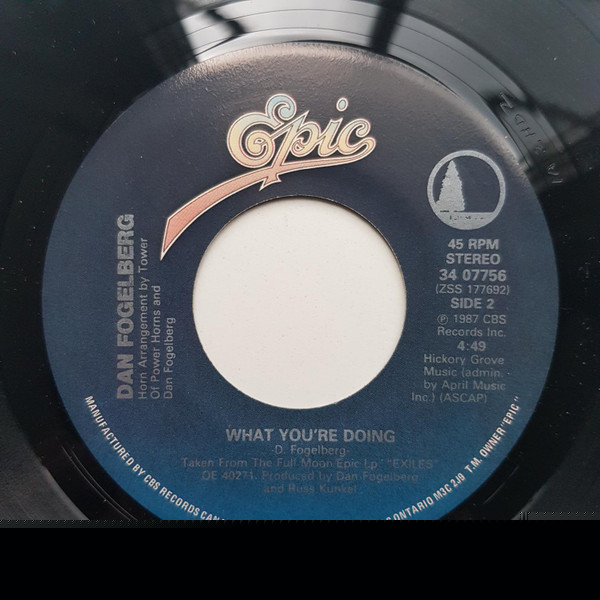 Epic
45 RPM
STEREO
34 07756
(ZSS 177692)
SIDE 2
℗ 1987 CBS
Records Inc.
4:49
Hickory Grove
Music (admin.
by April Music
Inc.) (ASCAP)
DAN FOGELBERG
Horn Arrangement by Tower
Of Power Horns and
Dan Fogelberg
WHAT YOU'RE DOING
-D. Fogelberg-
Taken From The Full Moon/Epic Lp "EXILES"
OE 40271 Produced by Dan Fogelberg
and Russ Kunkel
MANUFACTURED BY CBS RECORDS CAN
ONTARIO M3C 2J9 T.M. OWNER "EPIC"